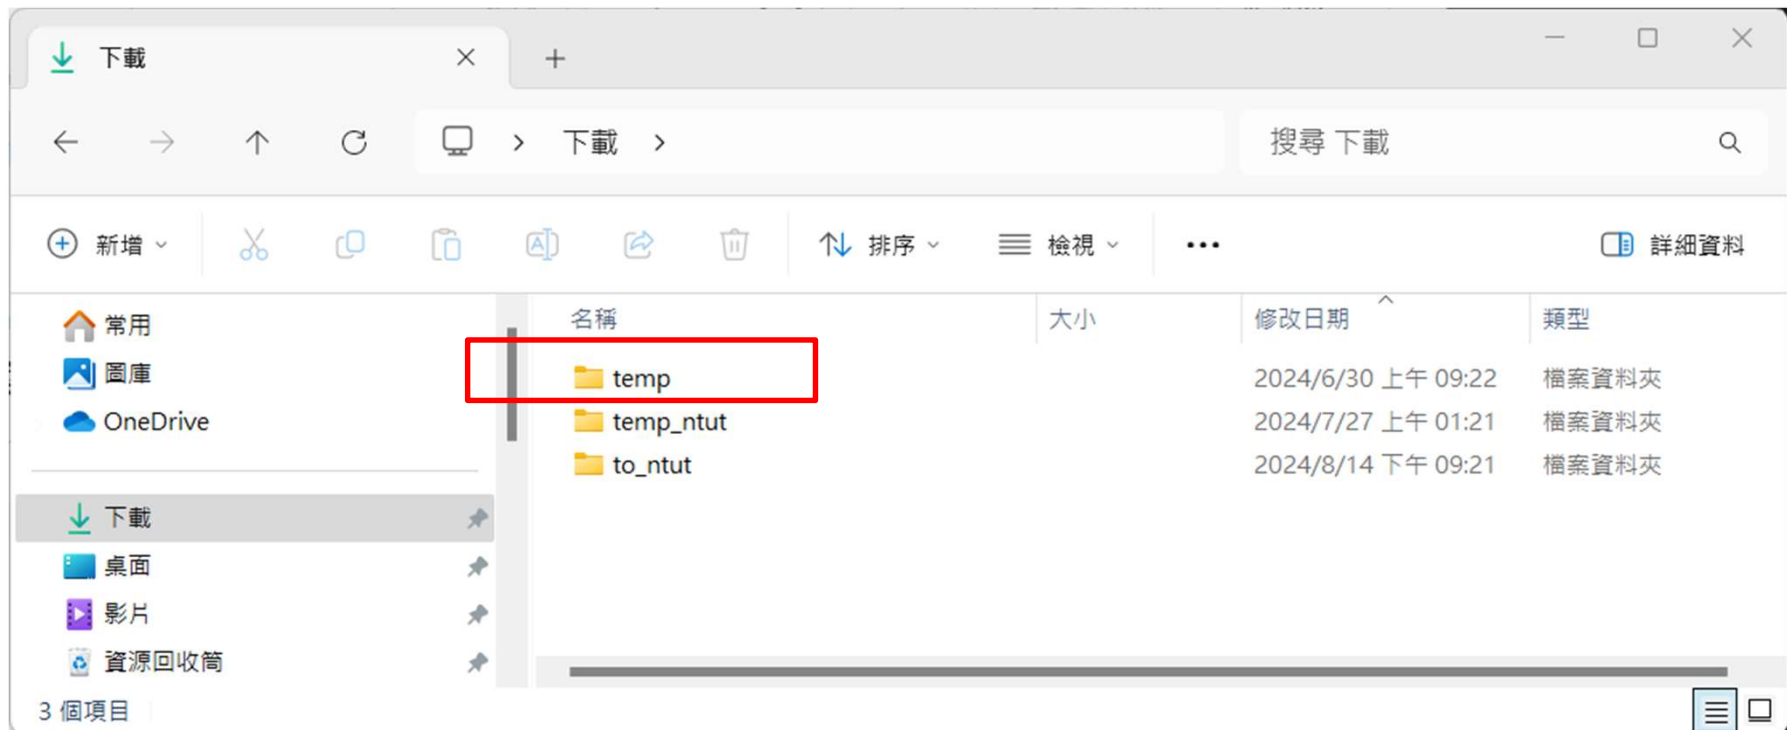 下載
下載
搜尋 下載
新增
排序
檢視
詳細資料
常用
圖庫
OneDrive
下載
桌面
影片
資源回收筒
名稱 大小 修改日期 類型
temp 2024/6/30 上午 09:22 檔案資料夾
temp_ntut 2024/7/27 上午 01:21 檔案資料夾
to_ntut 2024/8/14 下午 09:21 檔案資料夾
3 個項目